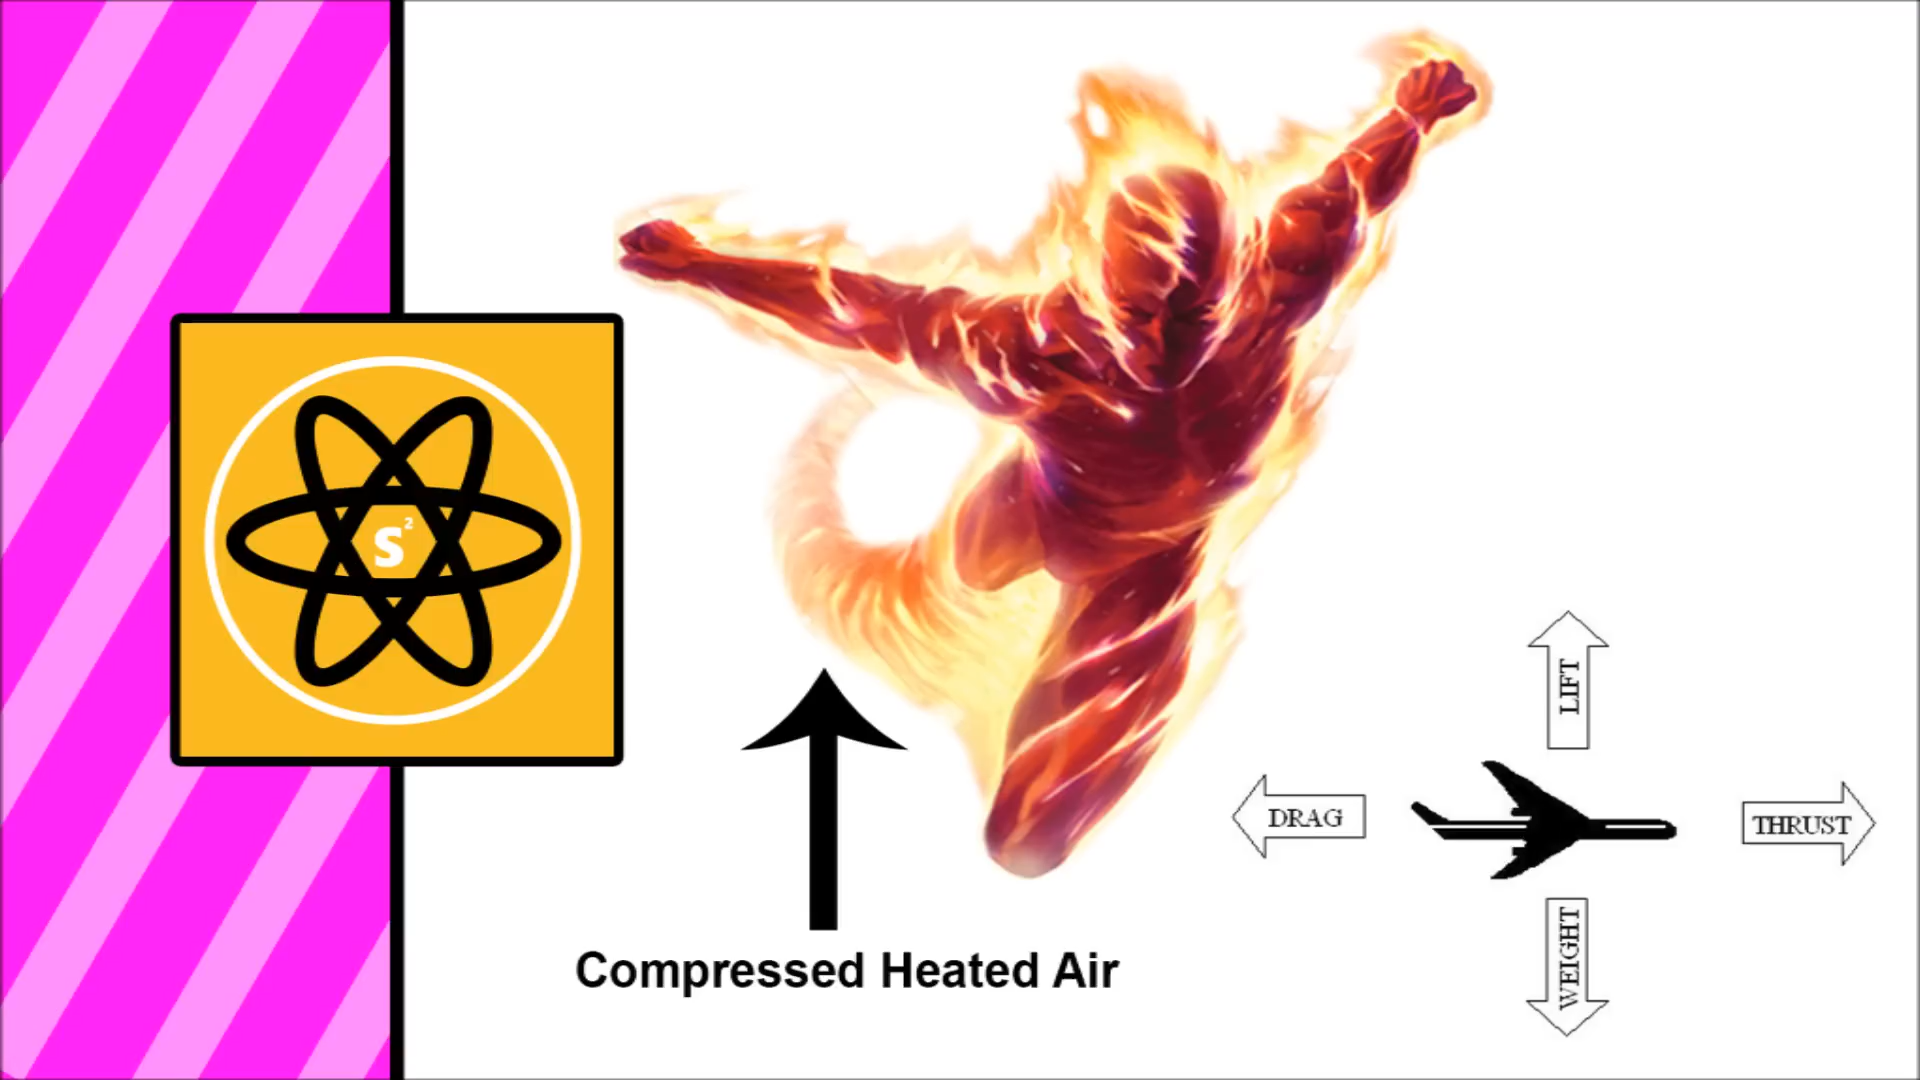 S²
Compressed Heated Air
LIFT
DRAG
THRUST
WEIGHT